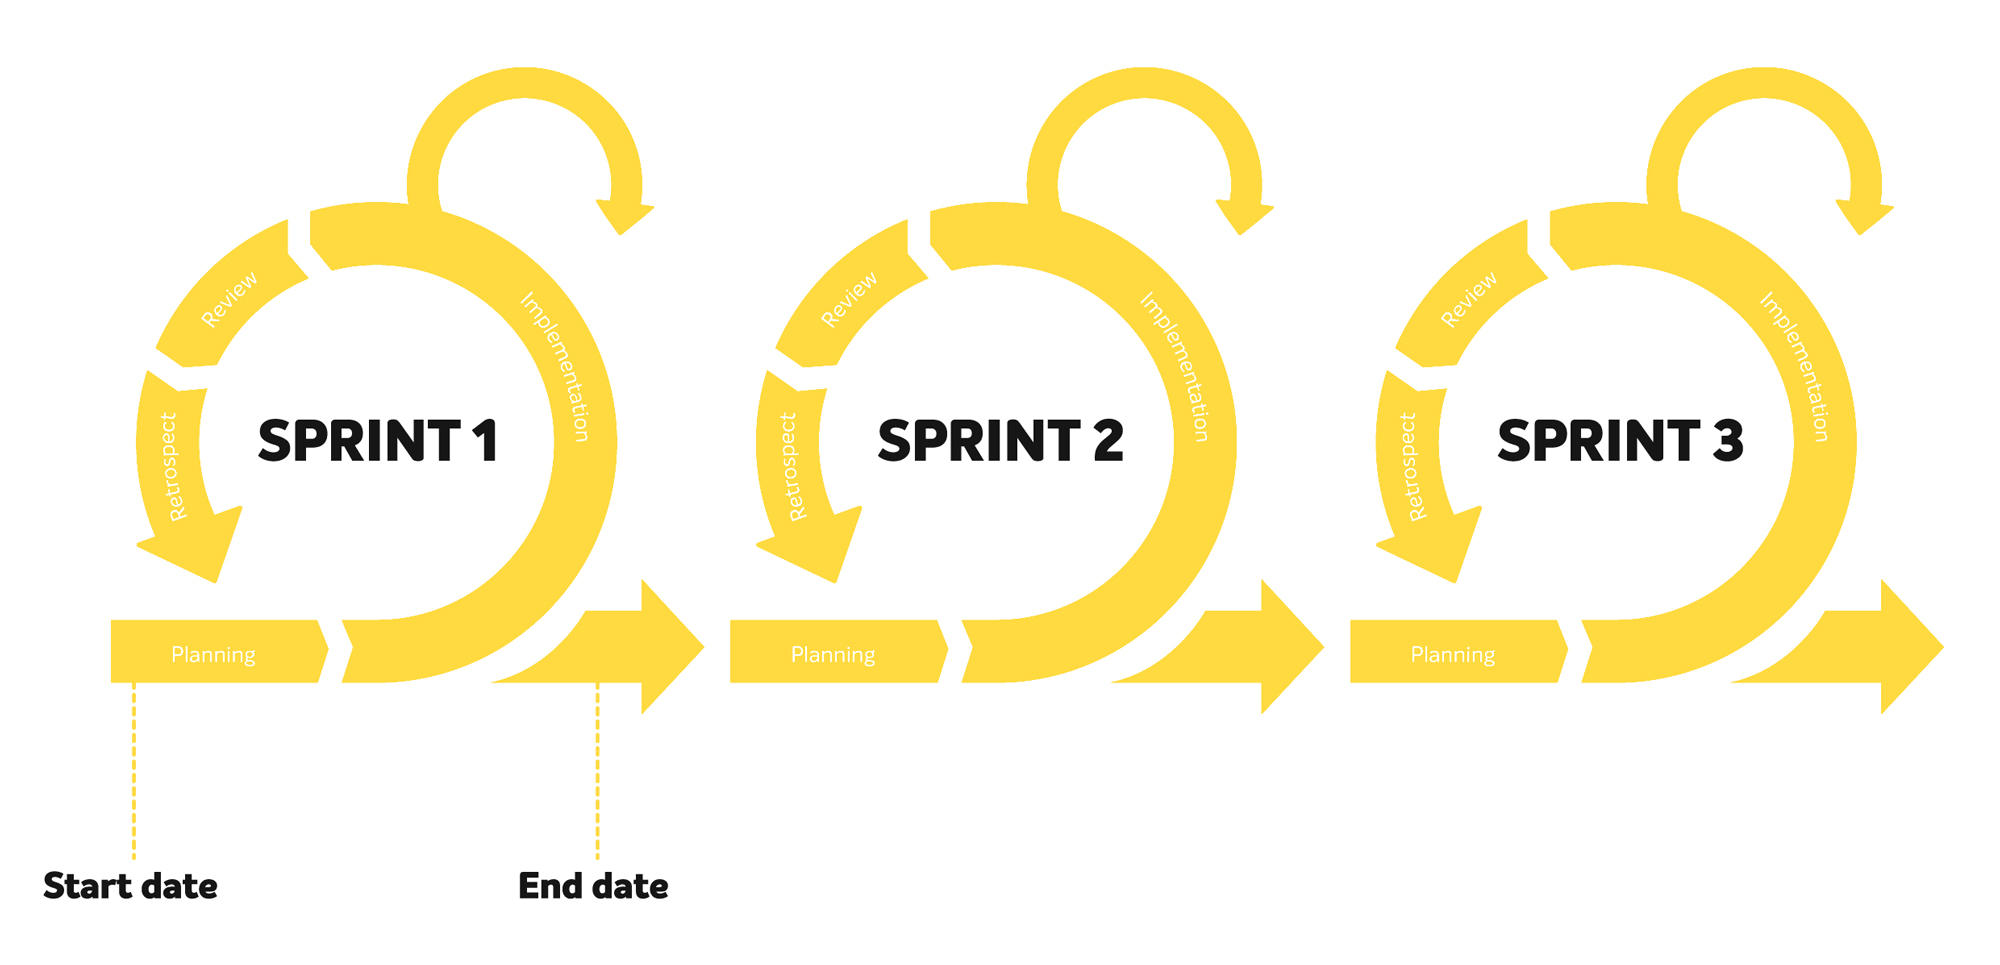 Review
Implementation
Retrospect
SPRINT 1
Planning
Start date
End date
Review
Implementation
Retrospect
SPRINT 2
Planning
Review
Implementation
Retrospect
SPRINT 3
Planning